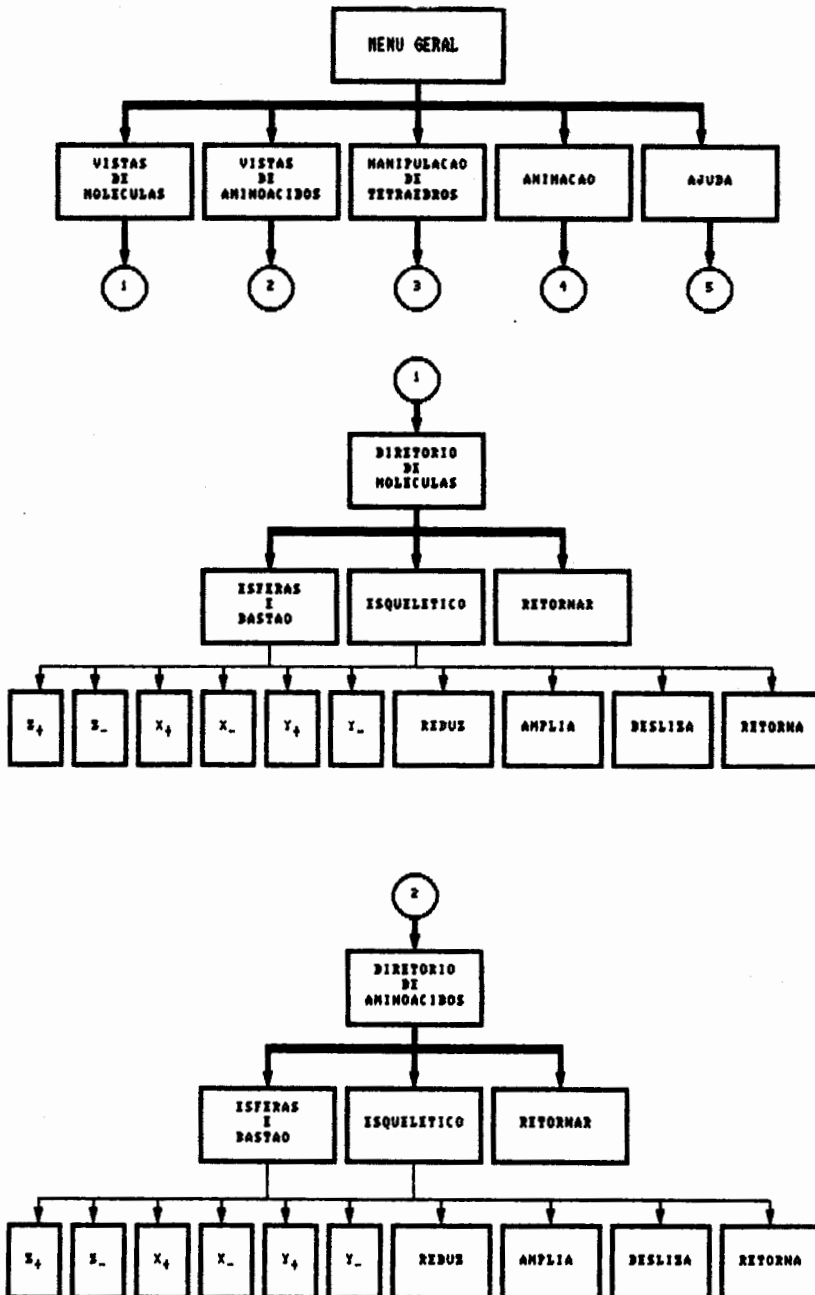 MENU GERAL
VISTAS
DE
MOLECULAS
VISTAS
DE
AMINOACIDOS
MANIPULACAO
DE
TETRAEDROS
ANIMACAO
AJUDA
1
2
3
4
5
1
DIRETORIO
DE
MOLECULAS
ESFERAS
E
BASTAO
ESQUELETICO
RETORNAR
Z+
Z-
X+
X-
Y+
Y-
REDUZ
AMPLIA
DESLIZA
RETORNA
2
DIRETORIO
DE
AMINOACIDOS
ESFERAS
E
BASTAO
ESQUELETICO
RETORNAR
Z+
Z-
X+
X-
Y+
Y-
REDUZ
AMPLIA
DESLIZA
RETORNA